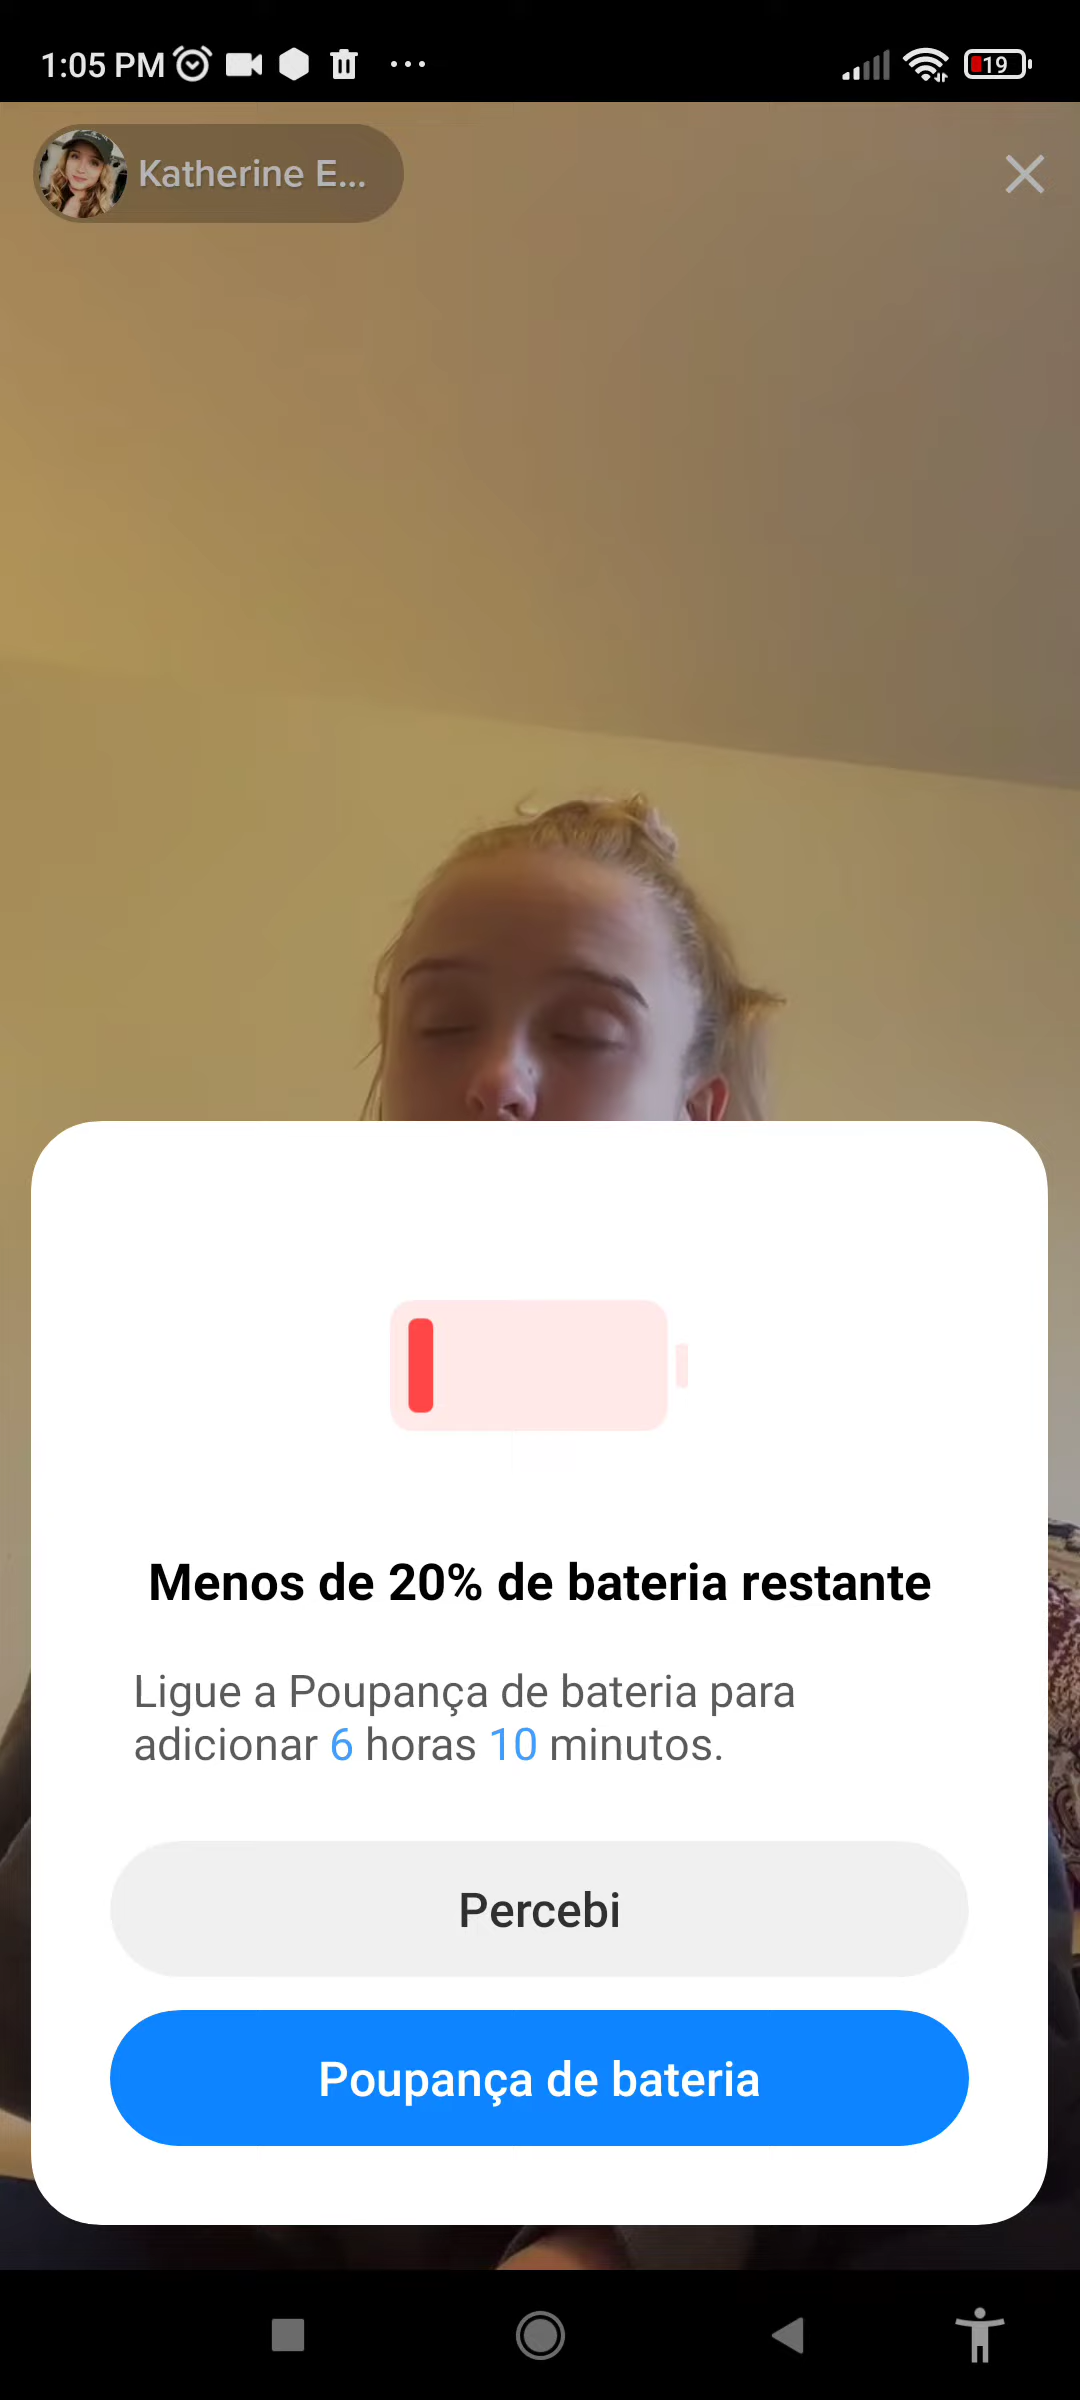 1:05 PM
19
Katherine E...
Menos de 20% de bateria restante
Ligue a Poupança de bateria para
adicionar 6 horas 10 minutos.
Percebi
Poupança de bateria